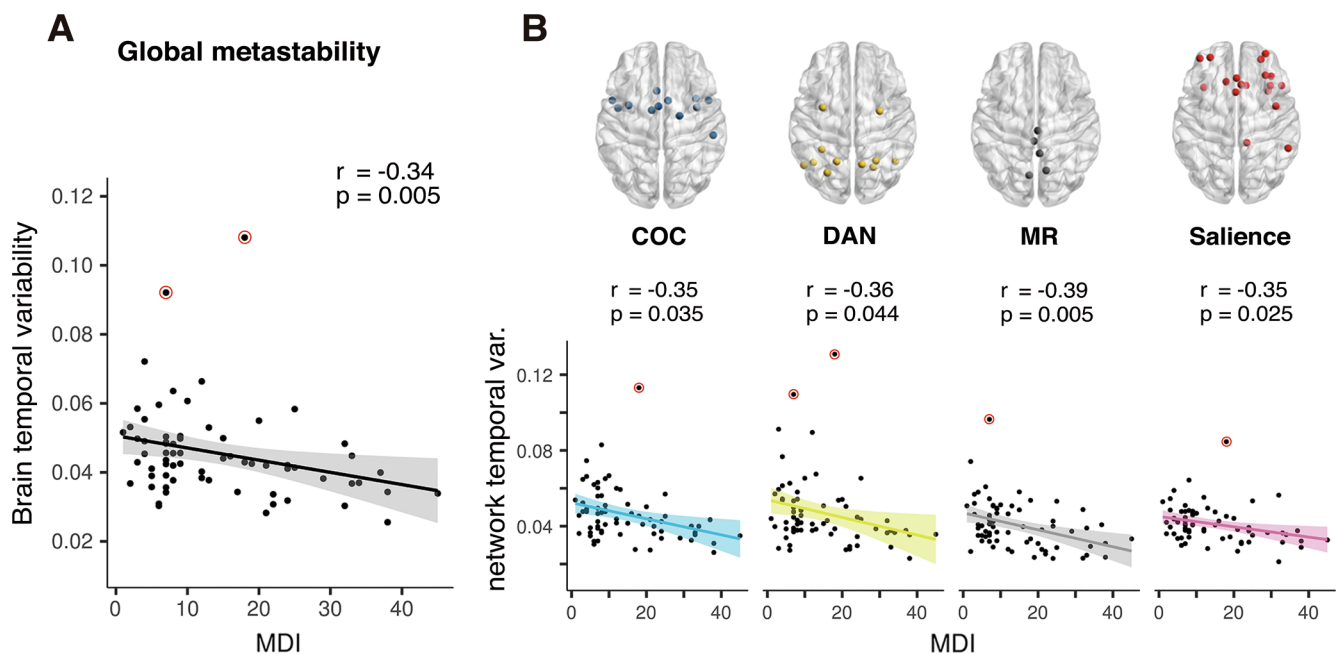 A
Global metastability
r = -0.34
p = 0.005
Brain temporal variability
0.12
0.10
0.08
0.06
0.04
0.02
0 10 20 30 40
MDI
B
COC DAN MR Salience
r = -0.35 r = -0.36 r = -0.39 r = -0.35
p = 0.035 p = 0.044 p = 0.005 p = 0.025
network temporal var.
0.12
0.08
0.04
0 20 40 0 20 40 0 20 40 0 20 40
MDI